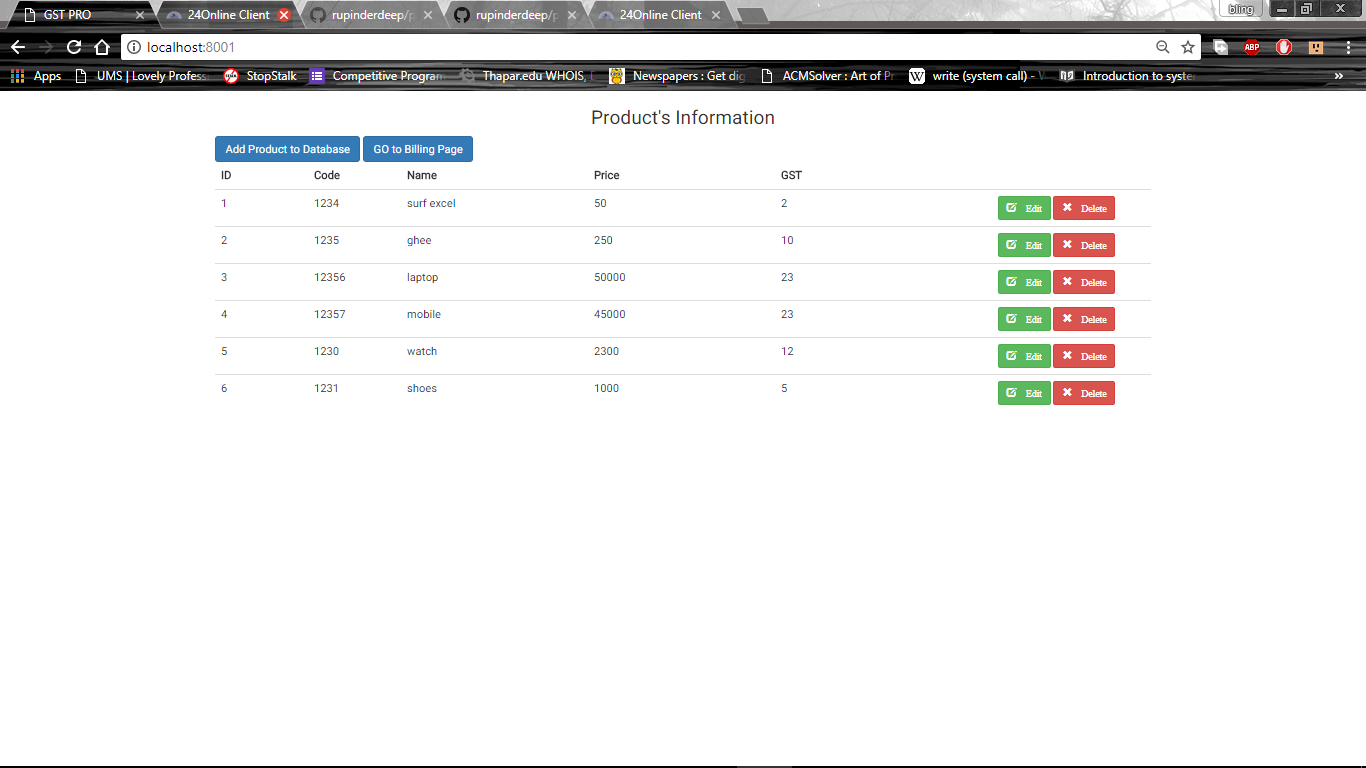 GST PRO 24Online Client rupinderdeep/p rupinderdeep/p 24Online Client bling
localhost:8001 ABP
Apps UMS | Lovely Profess StopStalk Competitive Program Thapar.edu WHOIS, Newspapers : Get dig ACMSolver : Art of Pr W write (system call) - W Introduction to syste »
Product's Information
Add Product to Database GO to Billing Page
ID Code Name Price GST
1 1234 surf excel 50 2 Edit Delete
2 1235 ghee 250 10 Edit Delete
3 12356 laptop 50000 23 Edit Delete
4 12357 mobile 45000 23 Edit Delete
5 1230 watch 2300 12 Edit Delete
6 1231 shoes 1000 5 Edit Delete